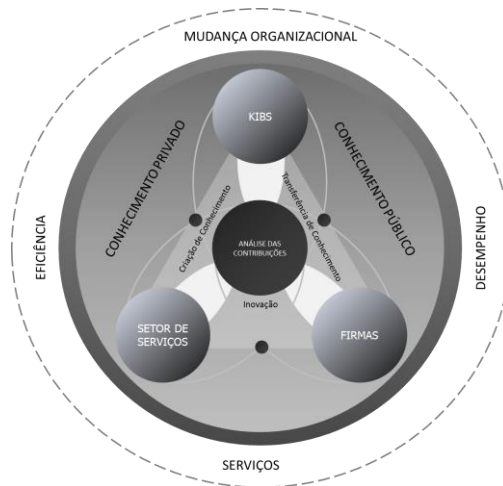 MUDANÇA ORGANIZACIONAL
KIBS
CONHECIMENTO PRIVADO
CONHECIMENTO PÚBLICO
Criação de Conhecimento
Transferência de Conhecimento
EFICIÊNCIA
DESEMPENHO
ANÁLISE DAS
CONTRIBUIÇÕES
Inovação
SETOR DE
SERVIÇOS
FIRMAS
SERVIÇOS